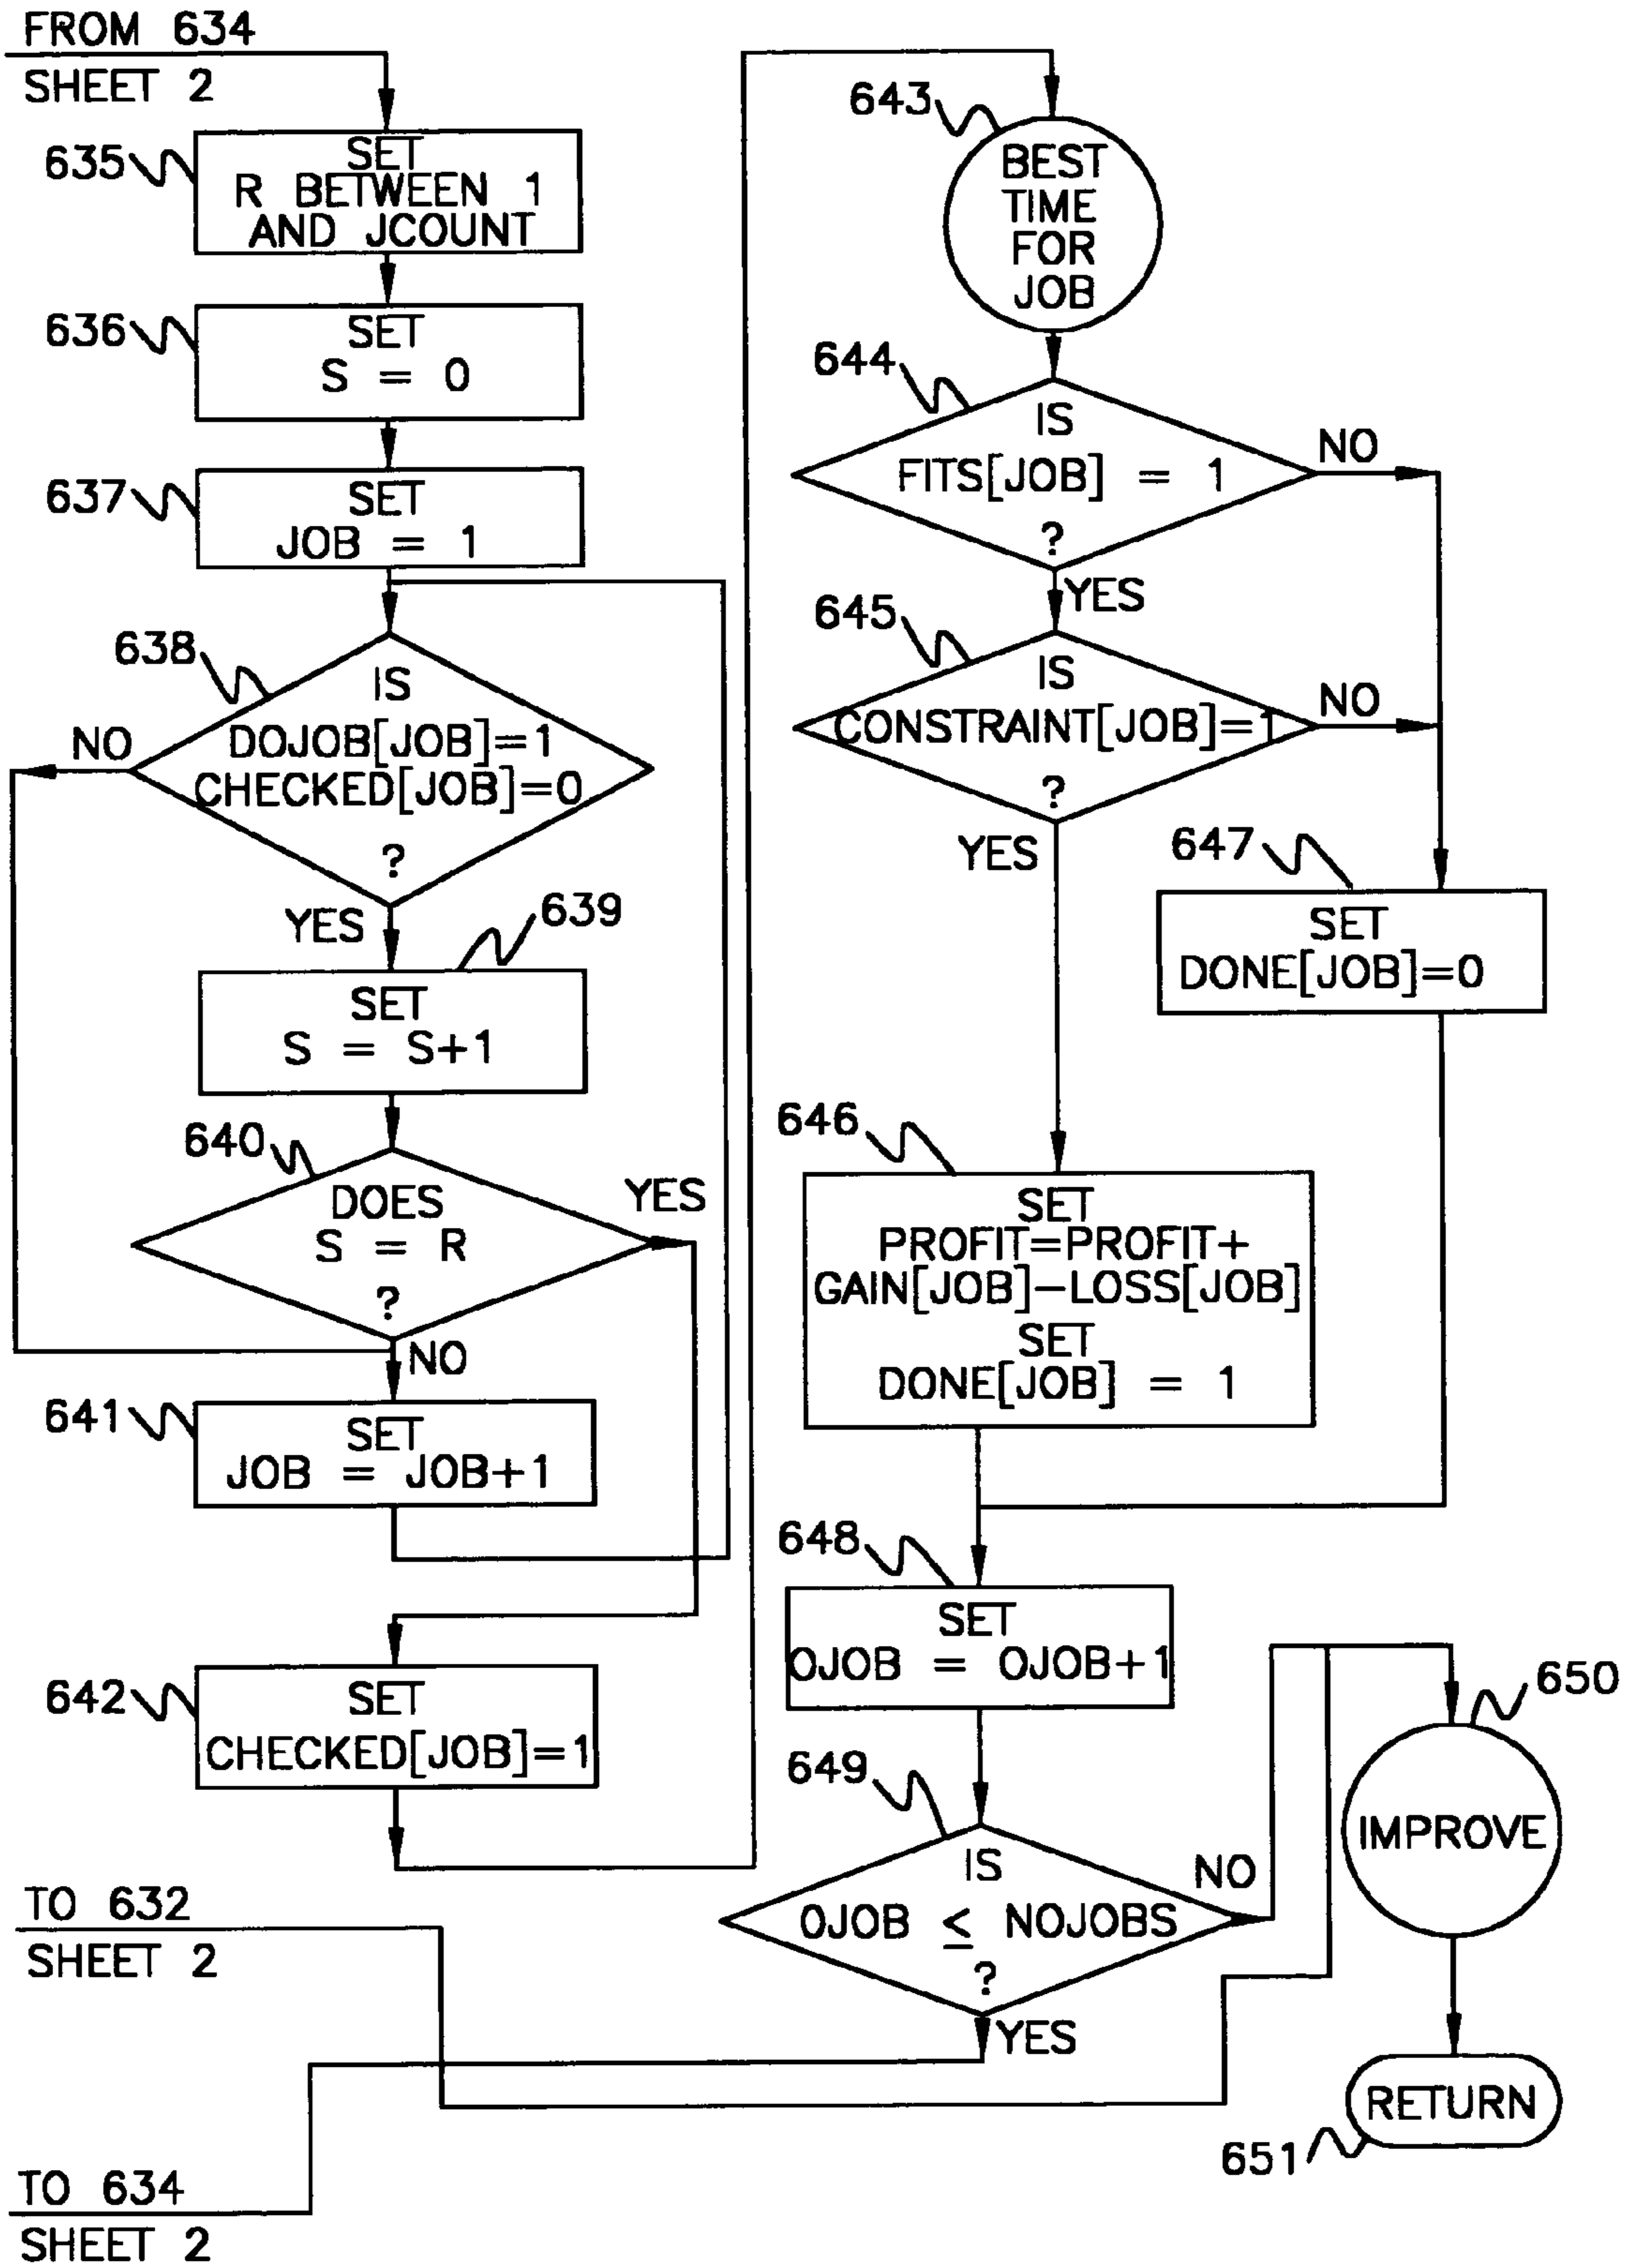 FROM 634
SHEET 2
635
SET
R BETWEEN 1
AND JCOUNT
636
SET
S = 0
637
SET
JOB = 1
638
IS
DOJOB[JOB]=1
CHECKED[JOB]=0
?
NO
YES
639
SET
S = S+1
640
DOES
S = R
?
YES
NO
641
SET
JOB = JOB+1
642
SET
CHECKED[JOB]=1
643
BEST
TIME
FOR
JOB
644
IS
FITS[JOB] = 1
?
NO
YES
645
IS
CONSTRAINT[JOB]=1
?
NO
YES
647
SET
DONE[JOB]=0
646
SET
PROFIT=PROFIT+
GAIN[JOB]-LOSS[JOB]
SET
DONE[JOB] = 1
648
SET
OJOB = OJOB+1
649
IS
OJOB ≤ NOJOBS
?
NO
YES
650
IMPROVE
RETURN
651
TO 632
SHEET 2
TO 634
SHEET 2